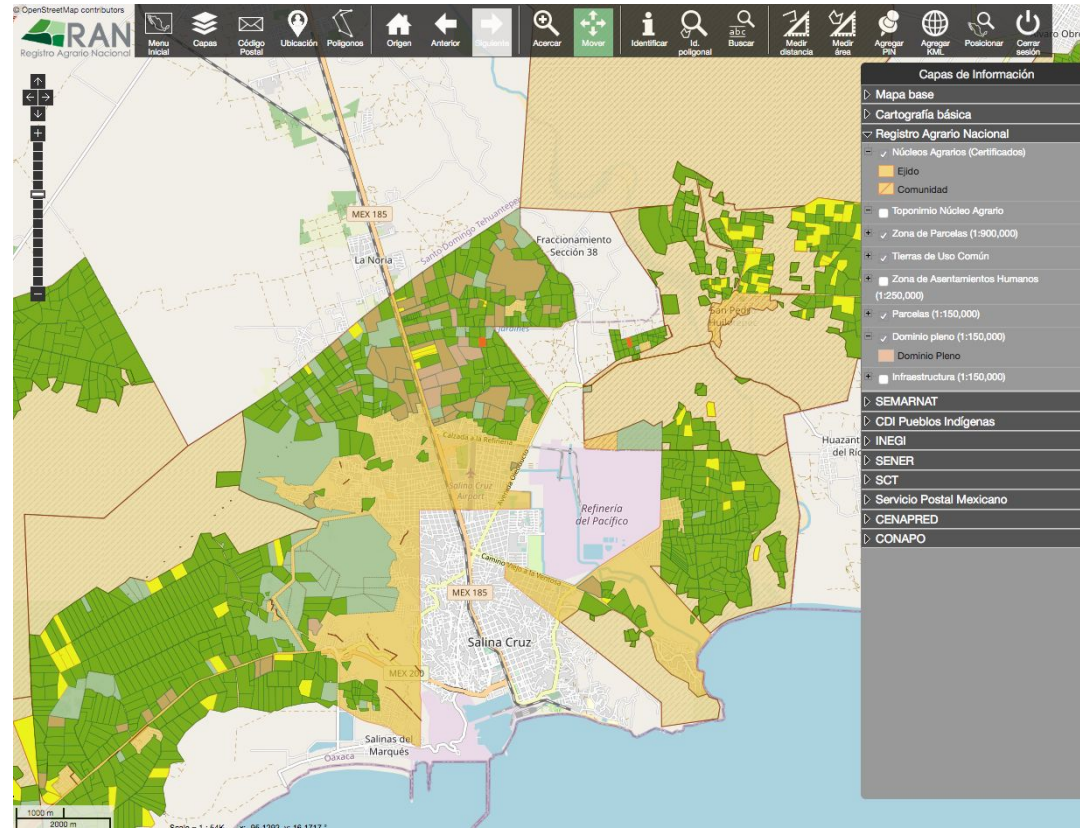 © OpenStreetMap contributors
RAN
Registro Agrario Nacional
Menu Inicial
Capas
Código Postal
Ubicación
Poligonos
Origen
Anterior
Siguiente
Acercar
Mover
Identificar
Id. poligonal
abc
Buscar
Medir distancia
Medir área
Agregar PIN
Agregar KML
Posicionar
Cerrar sesión
Capas de Información
Mapa base
Cartografía básica
Registro Agrario Nacional
Núcleos Agrarios (Certificados)
Ejido
Comunidad
Toponimio Núcleo Agrario
Zona de Parcelas (1:900,000)
Tierras de Uso Común
Zona de Asentamientos Humanos
(1:250,000)
Parcelas (1:150,000)
Dominio pleno (1:150,000)
Dominio Pleno
Infraestructura (1:150,000)
SEMARNAT
CDI Pueblos Indígenas
INEGI
SENER
SCT
Servicio Postal Mexicano
CENAPRED
CONAPO
MEX 185
La Noria
Santo Domingo Tehuantepec
Fraccionamiento
Sección 38
San Pedro
Calzada a la Refinería
Salina Cruz
Airport
Refinería
del Pacífico
Camino Viejo a la Ventosa
MEX 185
Salina Cruz
MEX 200
Salinas del
Marqués
Oaxaca
1000 m
2000 m